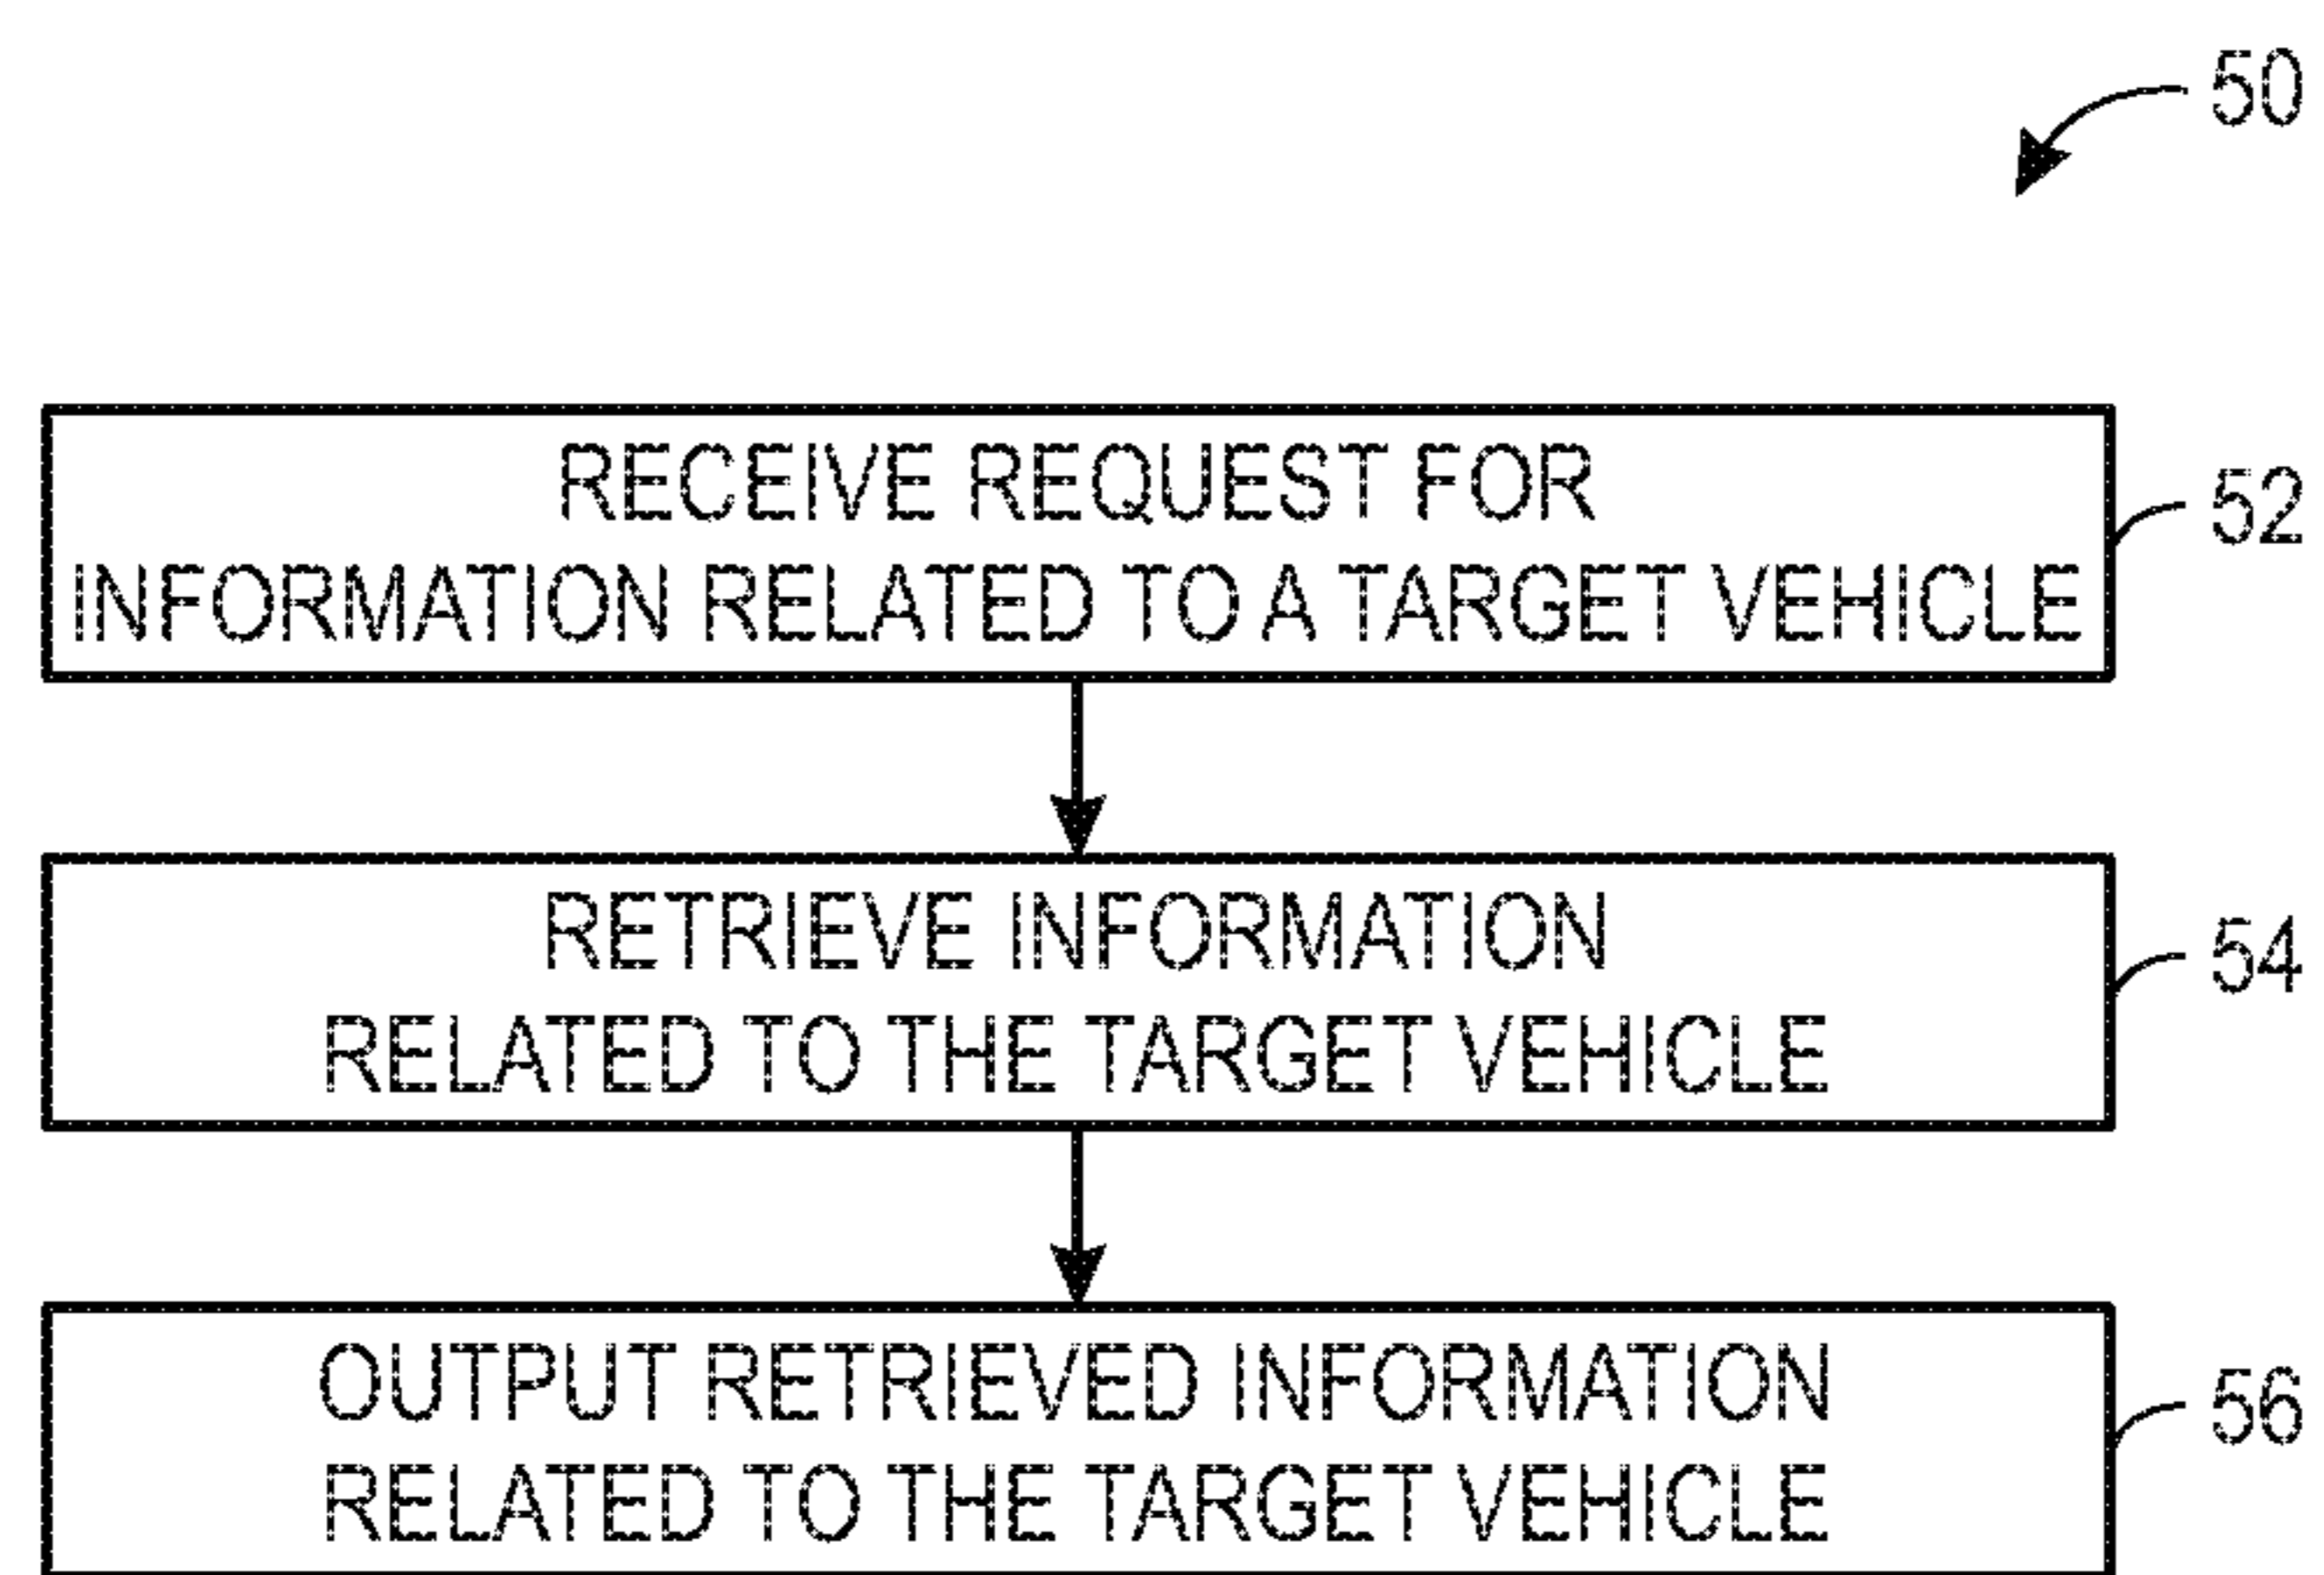 50
RECEIVE REQUEST FOR
INFORMATION RELATED TO A TARGET VEHICLE
52
RETRIEVE INFORMATION
RELATED TO THE TARGET VEHICLE
54
OUTPUT RETRIEVED INFORMATION
RELATED TO THE TARGET VEHICLE
56